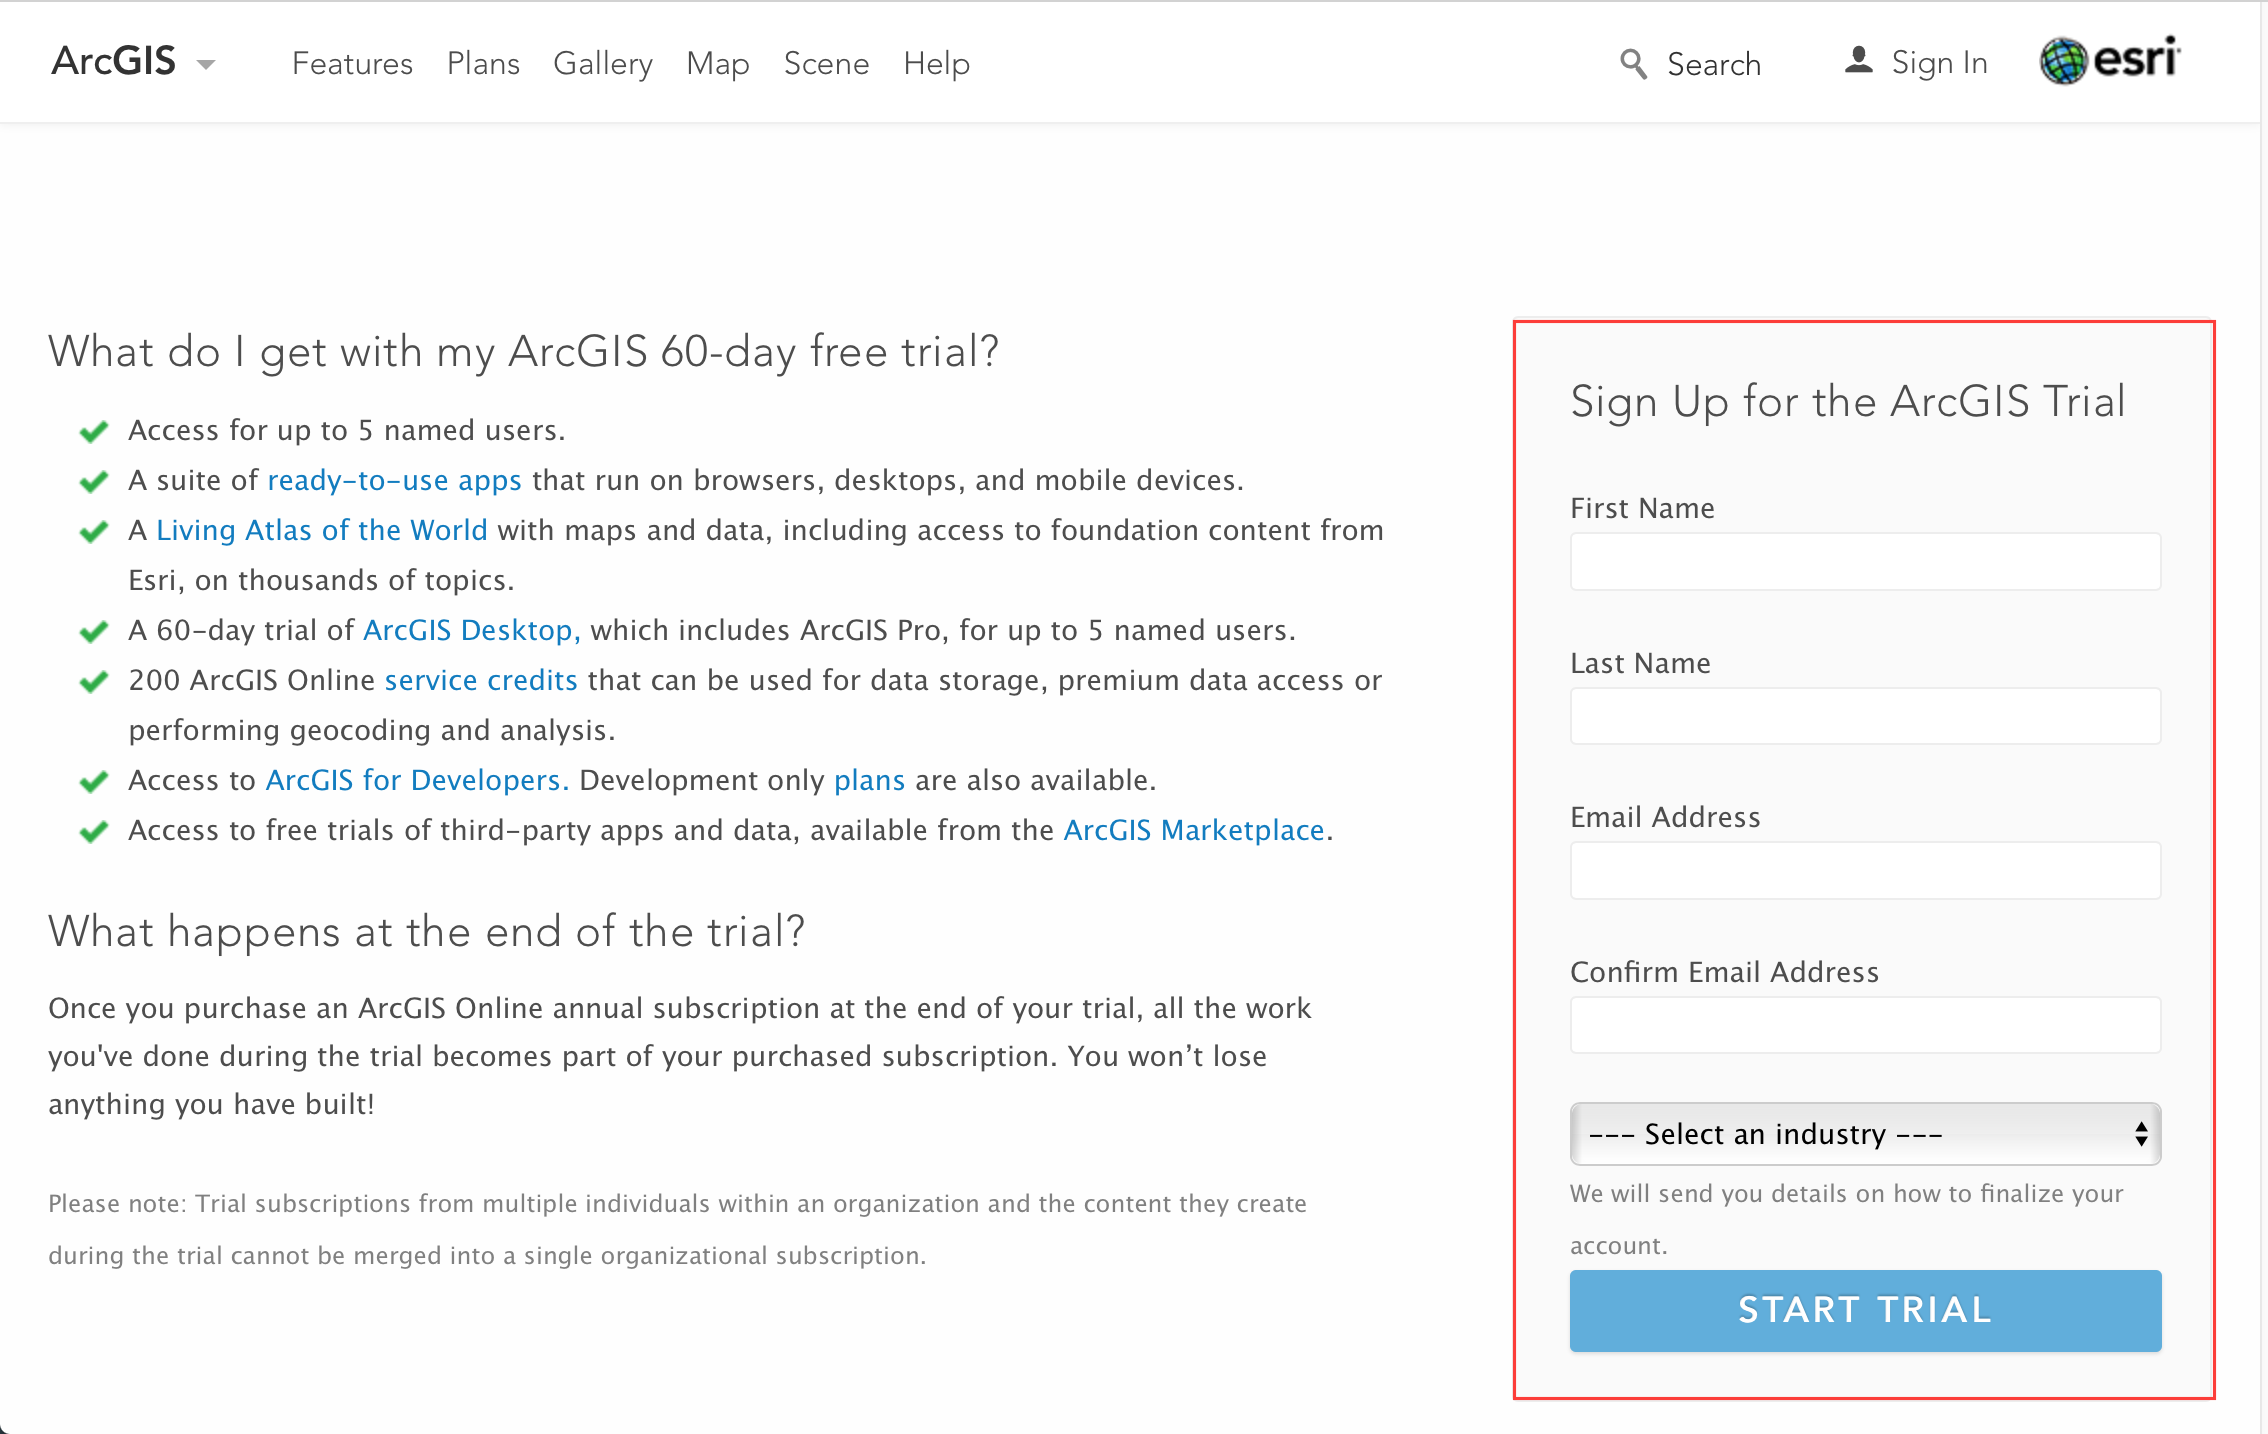 ArcGIS
Features Plans Gallery Map Scene Help
Search
Sign In
esri
What do I get with my ArcGIS 60-day free trial?
Access for up to 5 named users.
A suite of ready-to-use apps that run on browsers, desktops, and mobile devices.
A Living Atlas of the World with maps and data, including access to foundation content from
Esri, on thousands of topics.
A 60-day trial of ArcGIS Desktop, which includes ArcGIS Pro, for up to 5 named users.
200 ArcGIS Online service credits that can be used for data storage, premium data access or
performing geocoding and analysis.
Access to ArcGIS for Developers. Development only plans are also available.
Access to free trials of third-party apps and data, available from the ArcGIS Marketplace.
What happens at the end of the trial?
Once you purchase an ArcGIS Online annual subscription at the end of your trial, all the work
you've done during the trial becomes part of your purchased subscription. You won’t lose
anything you have built!
Please note: Trial subscriptions from multiple individuals within an organization and the content they create
during the trial cannot be merged into a single organizational subscription.
Sign Up for the ArcGIS Trial
First Name
Last Name
Email Address
Confirm Email Address
--- Select an industry ---
We will send you details on how to finalize your
account.
START TRIAL